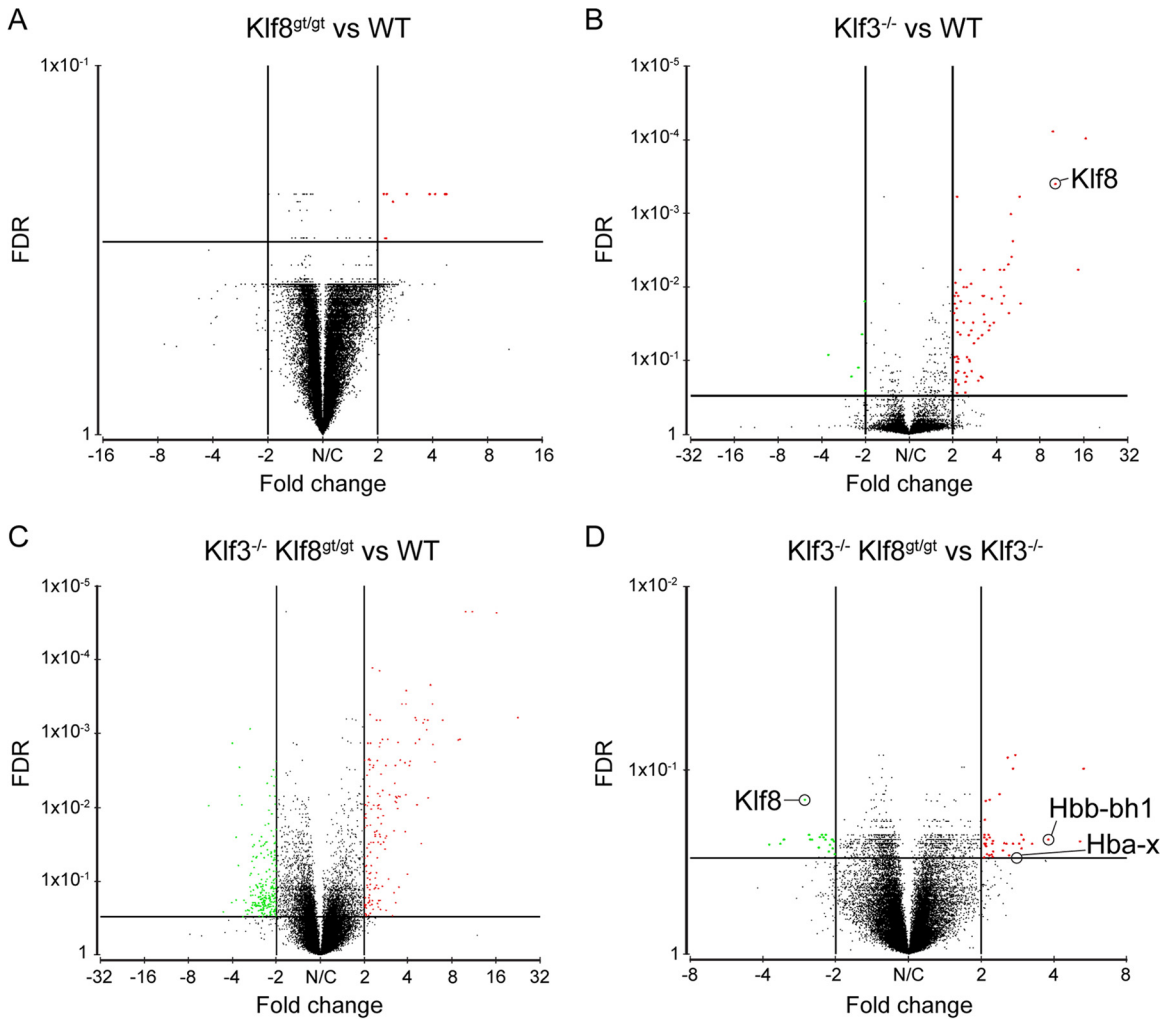 A
Klf8gt/gt vs WT
1x10-1
FDR
1
-16 -8 -4 -2 N/C 2 4 8 16
Fold change
B
Klf3-/- vs WT
1x10-5
1x10-4
Klf8
1x10-3
FDR
1x10-2
1x10-1
1
-32 -16 -8 -4 -2 N/C 2 4 8 16 32
Fold change
C
Klf3-/- Klf8gt/gt vs WT
1x10-5
1x10-4
1x10-3
FDR
1x10-2
1x10-1
1
-32 -16 -8 -4 -2 N/C 2 4 8 16 32
Fold change
D
Klf3-/- Klf8gt/gt vs Klf3-/-
1x10-2
FDR
1x10-1
Klf8
Hbb-bh1
Hba-x
1
-8 -4 -2 N/C 2 4 8
Fold change